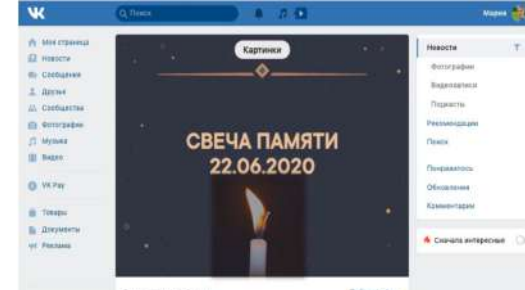 Поиск
Мария
Моя страница
Новости
Сообщения
Друзья
Сообщества
Фотографии
Музыка
Видео
VK Pay
Товары
Документы
Реклама
Картинки
СВЕЧА ПАМЯТИ
22.06.2020
Новости
Фотографии
Видеозаписи
Подкасты
Рекомендации
Поиск
Понравилось
Обновления
Комментарии
Сначала интересные